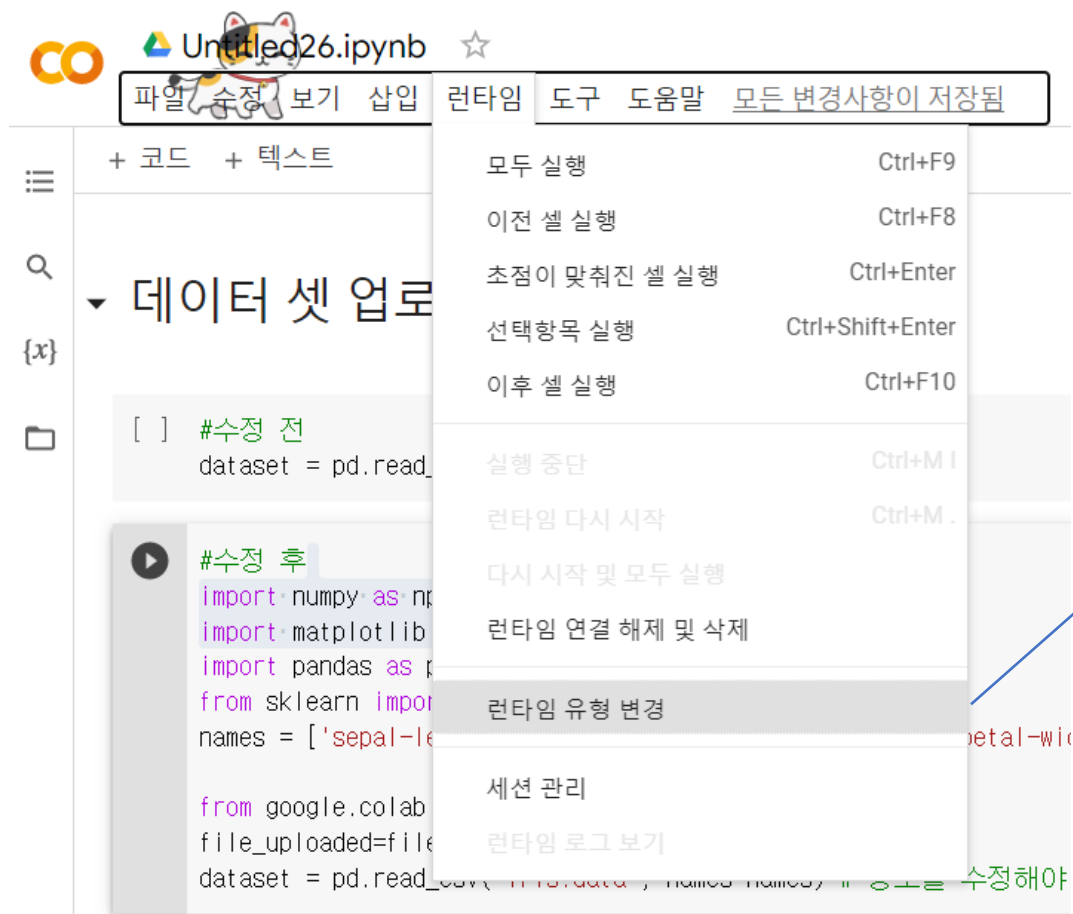 Untitled26.ipynb
파일 수정 보기 삽입 런타임 도구 도움말 모든 변경사항이 저장됨
+ 코드 + 텍스트
모두 실행 Ctrl+F9
이전 셀 실행 Ctrl+F8
초점이 맞춰진 셀 실행 Ctrl+Enter
선택항목 실행 Ctrl+Shift+Enter
이후 셀 실행 Ctrl+F10
실행 중단 Ctrl+M I
런타임 다시 시작 Ctrl+M .
다시 시작 및 모두 실행
런타임 연결 해제 및 삭제
런타임 유형 변경
세션 관리
런타임 로그 보기
{x}
데이터 셋 업로
[ ] #수정 전
dataset = pd.read_
#수정 후
import numpy as np
import matplotlib
import pandas as p
from sklearn impor
names = ['sepal-le petal-wid
from google.colab
file_uploaded=file
dataset = pd.read_csv( names=names) # 수정해야